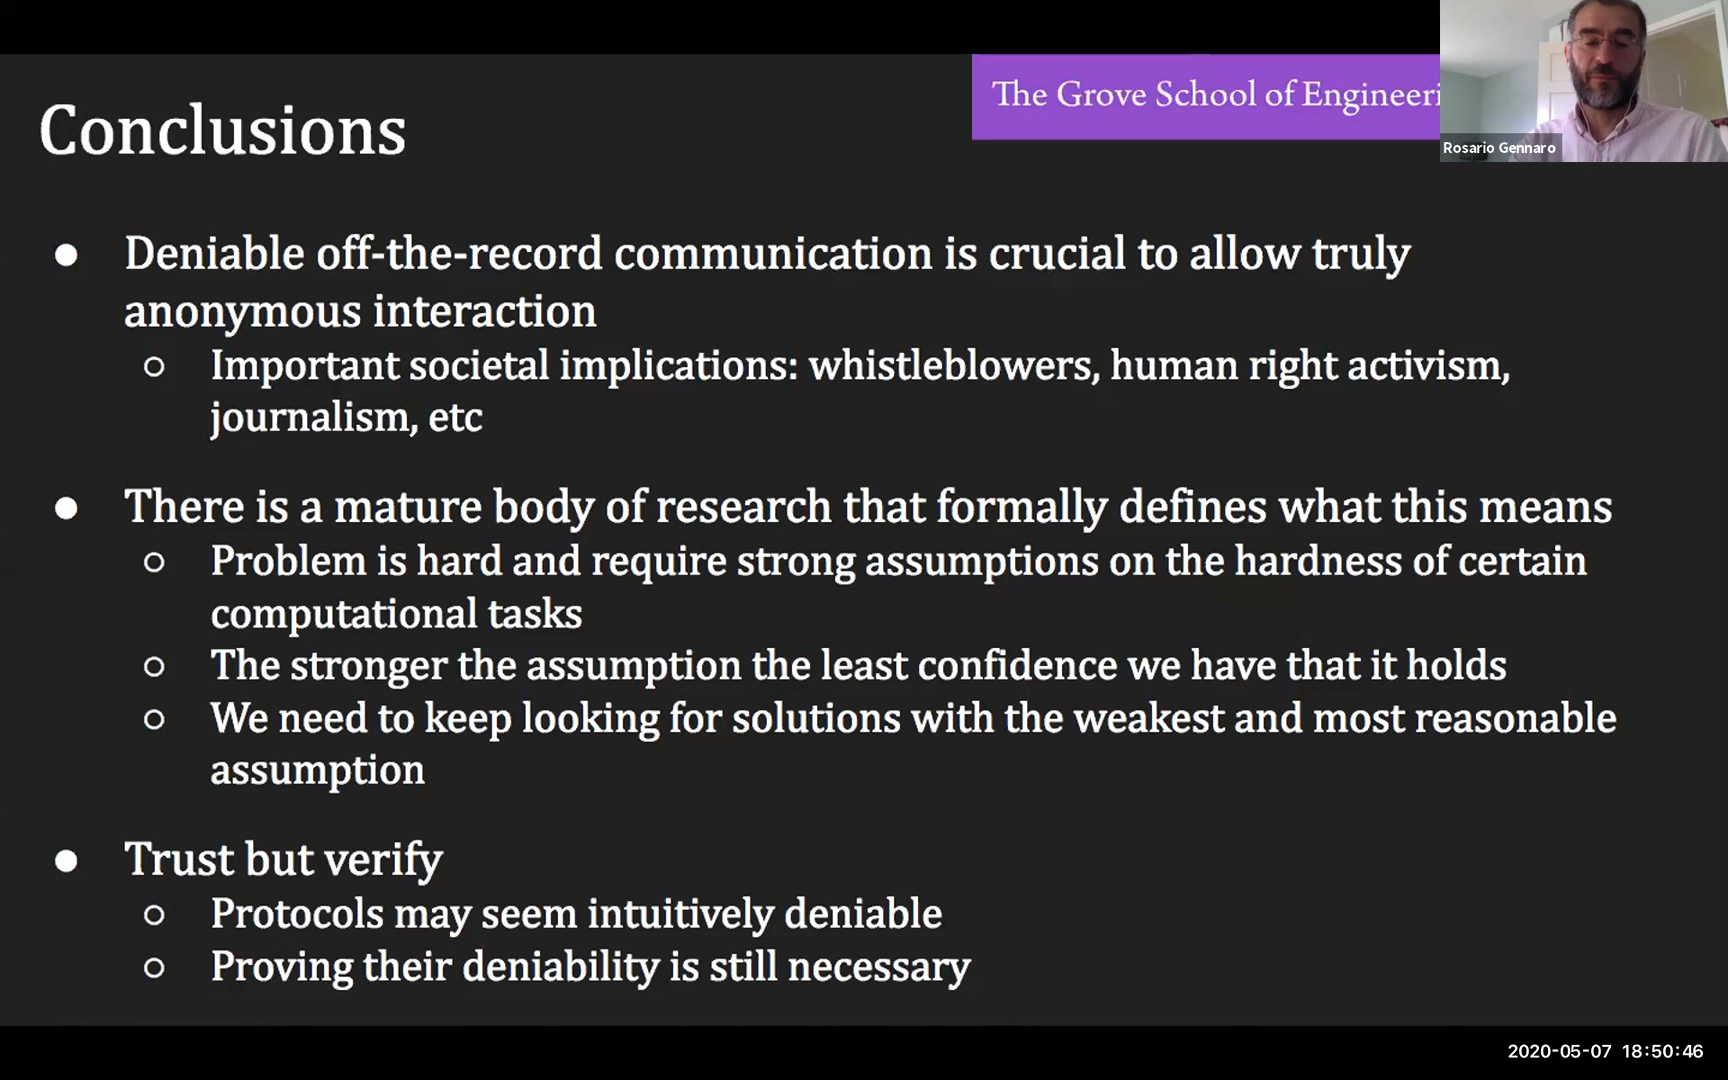 The Grove School of Engineeri
Rosario Gennaro
Conclusions
● Deniable off-the-record communication is crucial to allow truly
anonymous interaction
○ Important societal implications: whistleblowers, human right activism,
journalism, etc
● There is a mature body of research that formally defines what this means
○ Problem is hard and require strong assumptions on the hardness of certain
computational tasks
○ The stronger the assumption the least confidence we have that it holds
○ We need to keep looking for solutions with the weakest and most reasonable
assumption
● Trust but verify
○ Protocols may seem intuitively deniable
○ Proving their deniability is still necessary
2020-05-07 18:50:46